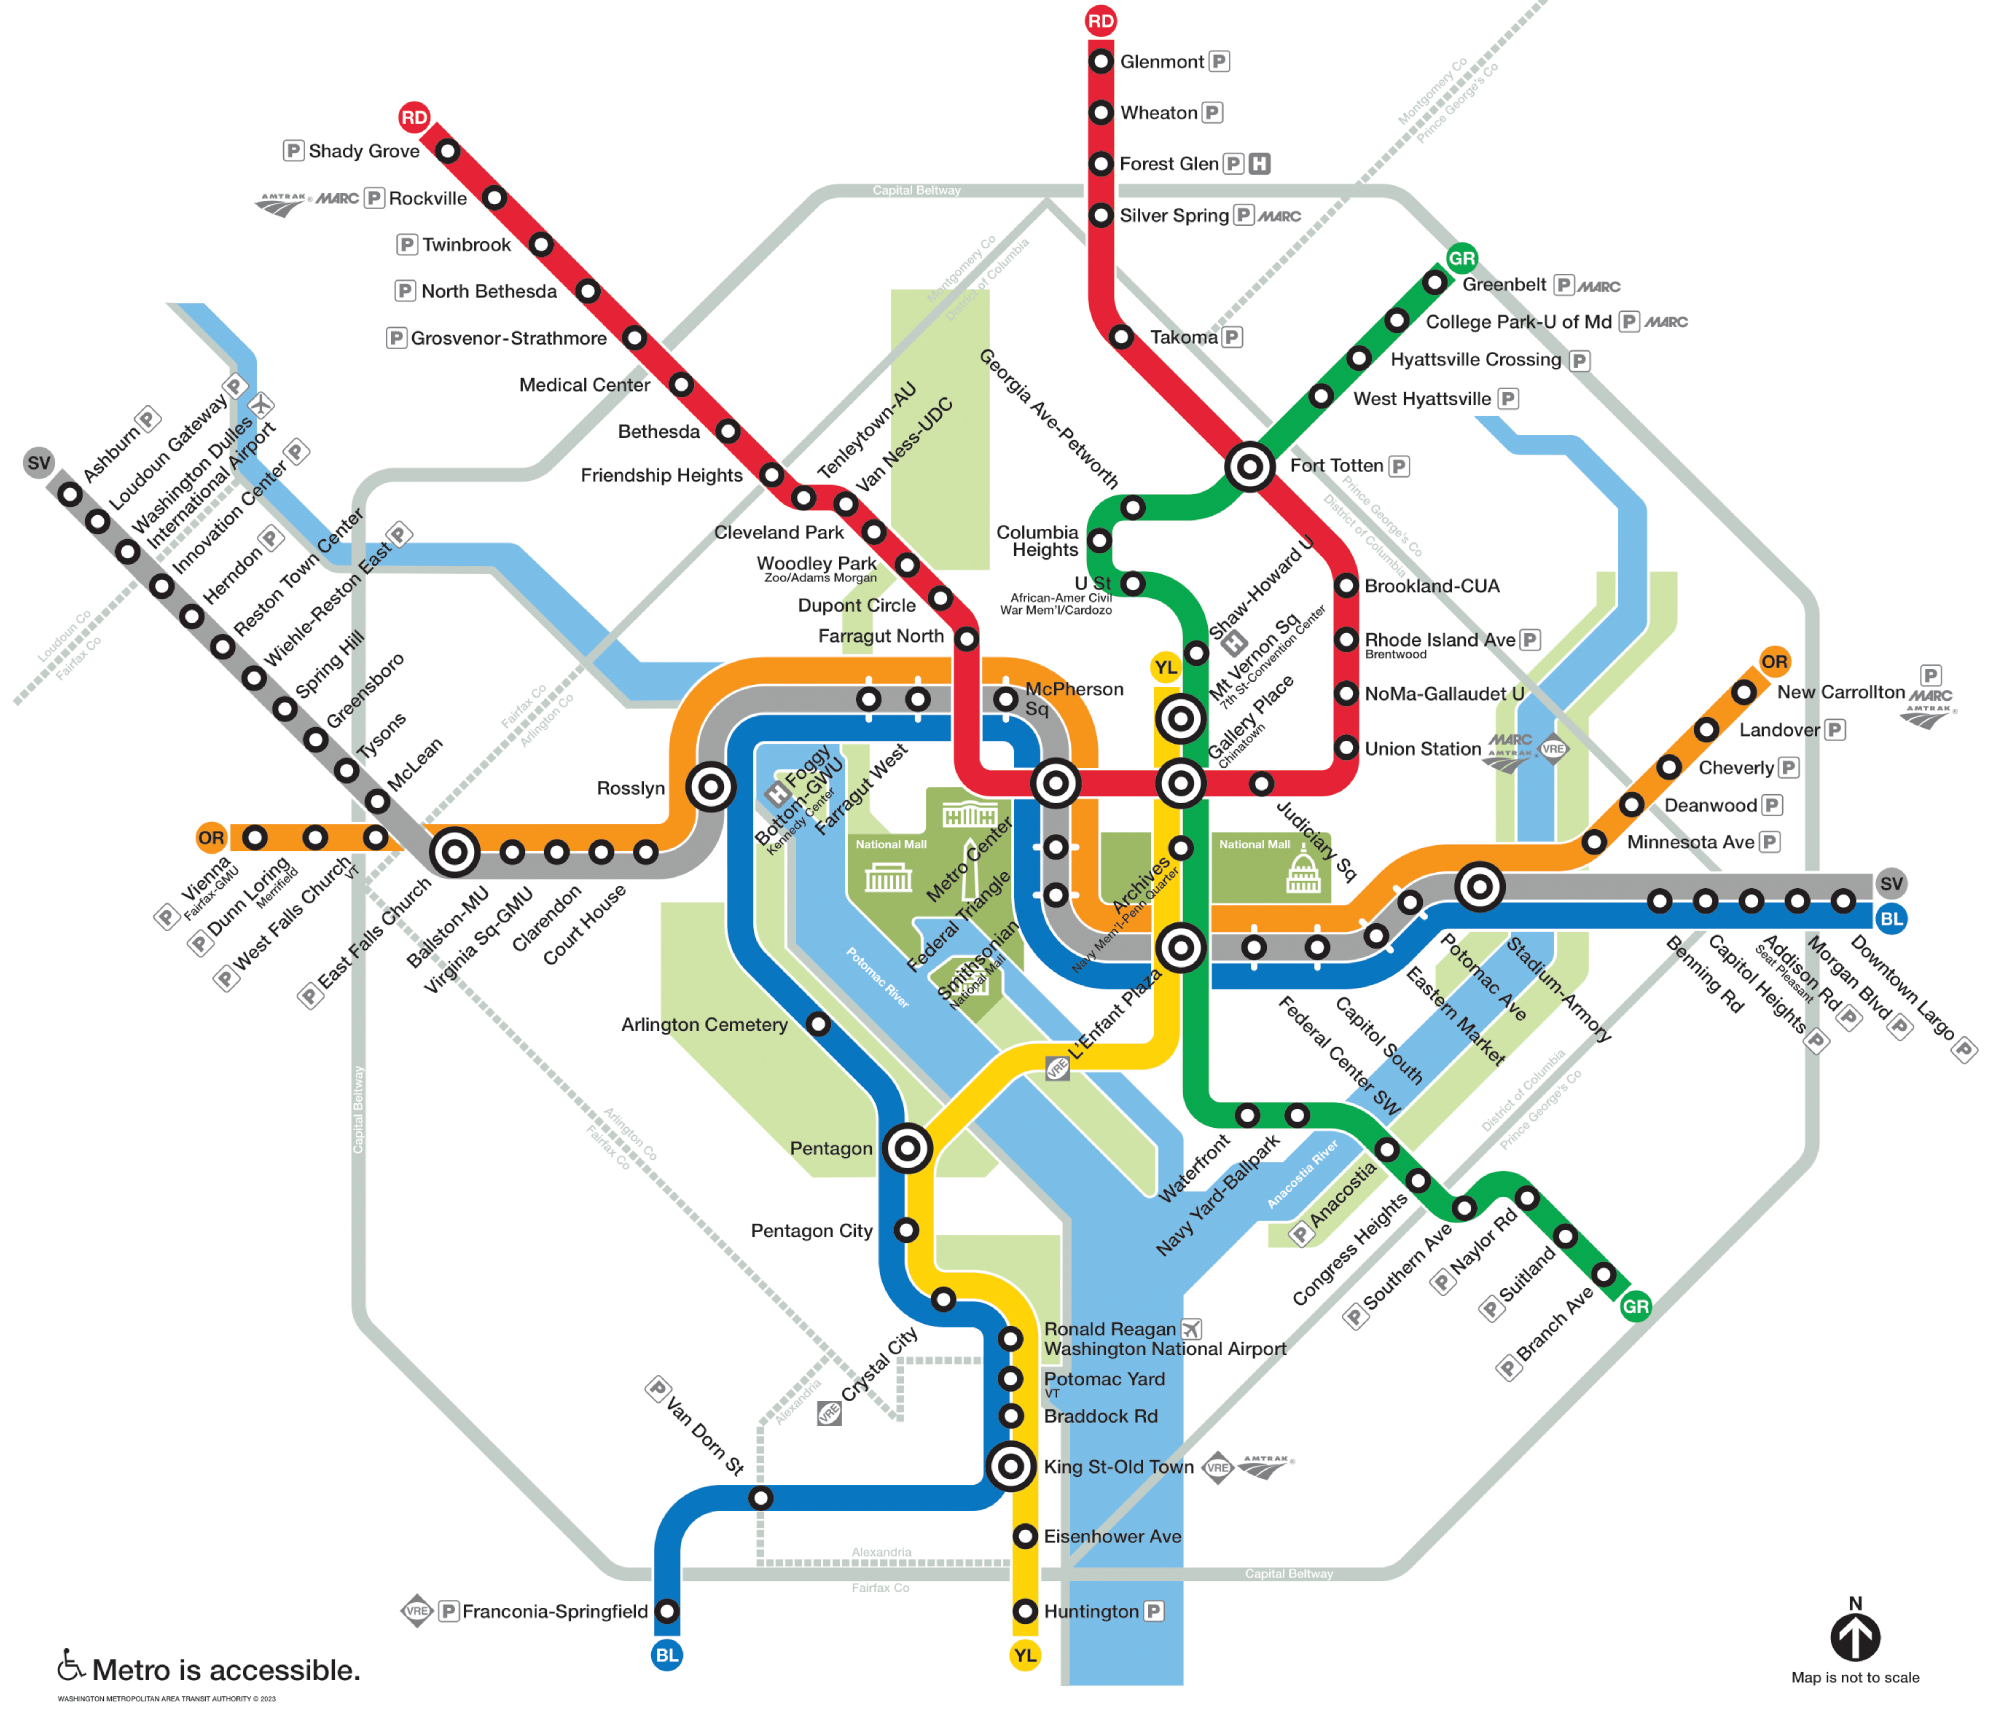 RD
Glenmont P
Wheaton P
Forest Glen P H
Silver Spring P MARC
Takoma P
Montgomery Co
Prince George's Co
RD
P Shady Grove
AMTRAK MARC P Rockville
P Twinbrook
P North Bethesda
P Grosvenor-Strathmore
Medical Center
Bethesda
Friendship Heights
Tenleytown-AU
Van Ness-UDC
Cleveland Park
Woodley Park
Zoo/Adams Morgan
Dupont Circle
Farragut North
Capital Beltway
Montgomery Co
District of Columbia
GR
Greenbelt P MARC
College Park-U of Md P MARC
Hyattsville Crossing P
West Hyattsville P
Fort Totten P
Georgia Ave-Petworth
Columbia
Heights
U St
African-Amer Civil
War Mem'l/Cardozo
Shaw-Howard U
H
Mt Vernon Sq
7th St-Convention Center
Gallery Place
Chinatown
Prince George's Co
District of Columbia
Brookland-CUA
Rhode Island Ave P
Brentwood
NoMa-Gallaudet U
Union Station MARC AMTRAK VRE
Judiciary Sq
SV
Ashburn P
Loudoun Gateway P
Washington Dulles
International Airport
Innovation Center P
Herndon P
Reston Town Center
Wiehle-Reston East P
Spring Hill
Greensboro
Tysons
McLean
Loudoun Co
Fairfax Co
Fairfax Co
Arlington Co
OR
P Vienna
Fairfax-GMU
P Dunn Loring
Merrifield
P West Falls Church
VT
P East Falls Church
Ballston-MU
Virginia Sq-GMU
Clarendon
Court House
Rosslyn
H Foggy
Bottom-GWU
Kennedy Center
Farragut West
McPherson
Sq
Metro Center
Federal Triangle
Smithsonian
National Mall
National Mall
National Mall
YL
Archives
Navy Mem'l-Penn Quarter
VRE L'Enfant Plaza
OR
P
New Carrollton MARC
AMTRAK
Landover P
Cheverly P
Deanwood P
Minnesota Ave P
SV
BL
Federal Center SW
Capitol South
Eastern Market
Potomac Ave
Stadium-Armory
Benning Rd
Capitol Heights P
Addison Rd P
Seat Pleasant
Morgan Blvd P
Downtown Largo P
District of Columbia
Prince George's Co
Potomac River
Arlington Cemetery
Pentagon
Pentagon City
VRE Crystal City
Ronald Reagan
Washington National Airport
Potomac Yard
VT
Braddock Rd
King St-Old Town VRE AMTRAK
Eisenhower Ave
Huntington P
YL
Waterfront
Navy Yard-Ballpark
Anacostia River
P Anacostia
Congress Heights
P Southern Ave
P Naylor Rd
P Suitland
P Branch Ave
GR
Capital Beltway
Arlington Co
Fairfax Co
Alexandria
P Van Dorn St
Alexandria
Fairfax Co
Capital Beltway
VRE P Franconia-Springfield
BL
Metro is accessible.
WASHINGTON METROPOLITAN AREA TRANSIT AUTHORITY © 2023
N
Map is not to scale